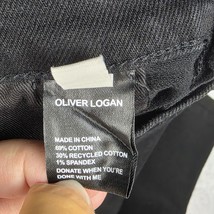 OLIVER LOGAN
MADE IN CHINA
69% COTTON
30% RECYCLED COTTON
1% SPANDEX
DONATE WHEN YOU'RE
DONE WITH ME